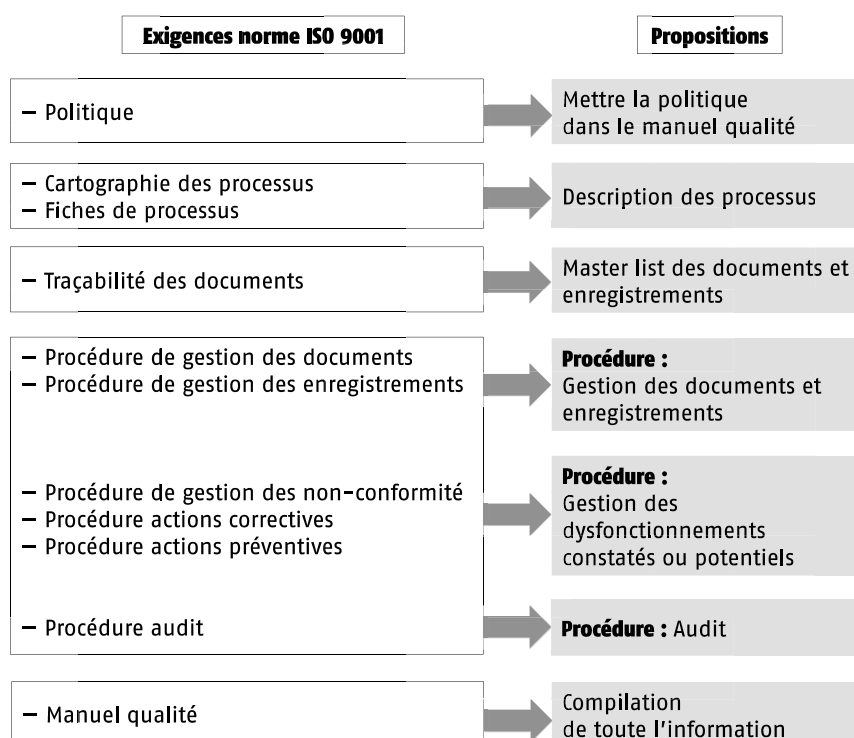 Exigences norme ISO 9001
Propositions
– Politique
Mettre la politique
dans le manuel qualité
– Cartographie des processus
– Fiches de processus
Description des processus
– Traçabilité des documents
Master list des documents et
enregistrements
– Procédure de gestion des documents
– Procédure de gestion des enregistrements
Procédure :
Gestion des documents et
enregistrements
– Procédure de gestion des non-conformité
– Procédure actions correctives
– Procédure actions préventives
Procédure :
Gestion des
dysfonctionnements
constatés ou potentiels
– Procédure audit
Procédure : Audit
– Manuel qualité
Compilation
de toute l'information